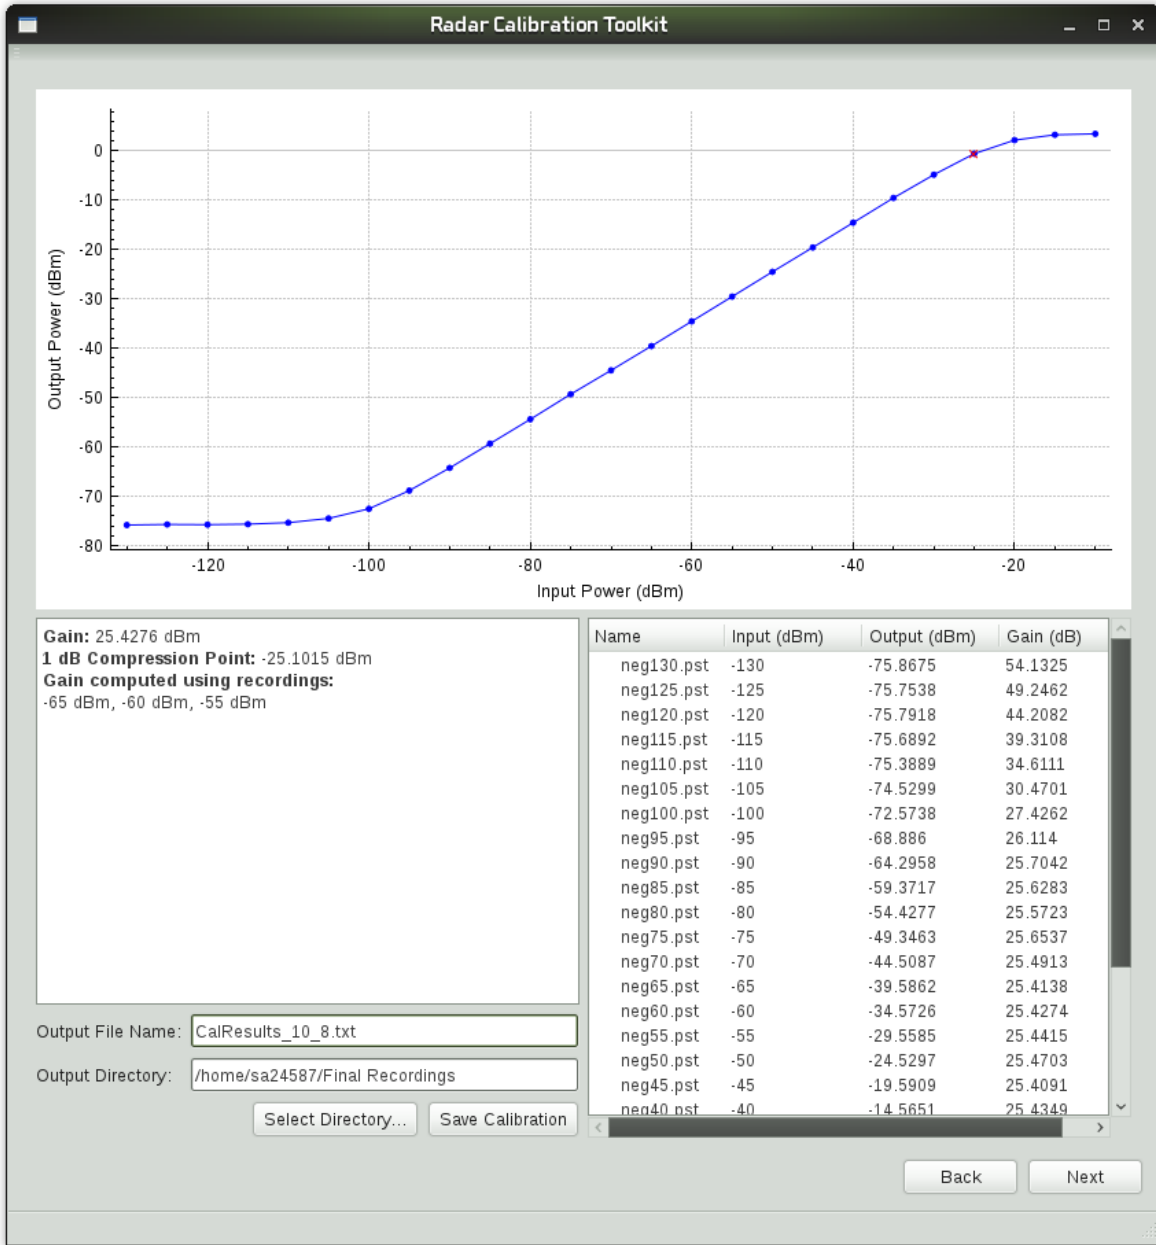 Radar Calibration Toolkit
0
-10
-20
-30
-40
-50
-60
-70
-80
Output Power (dBm)
-120
-100
-80
-60
-40
-20
Input Power (dBm)
Gain: 25.4276 dBm
1 dB Compression Point: -25.1015 dBm
Gain computed using recordings:
-65 dBm, -60 dBm, -55 dBm
Name Input (dBm) Output (dBm) Gain (dB)
neg130.pst -130 -75.8675 54.1325
neg125.pst -125 -75.7538 49.2462
neg120.pst -120 -75.7918 44.2082
neg115.pst -115 -75.6892 39.3108
neg110.pst -110 -75.3889 34.6111
neg105.pst -105 -74.5299 30.4701
neg100.pst -100 -72.5738 27.4262
neg95.pst -95 -68.886 26.114
neg90.pst -90 -64.2958 25.7042
neg85.pst -85 -59.3717 25.6283
neg80.pst -80 -54.4277 25.5723
neg75.pst -75 -49.3463 25.6537
neg70.pst -70 -44.5087 25.4913
neg65.pst -65 -39.5862 25.4138
neg60.pst -60 -34.5726 25.4274
neg55.pst -55 -29.5585 25.4415
neg50.pst -50 -24.5297 25.4703
neg45.pst -45 -19.5909 25.4091
neg40.pst -40 -14.5651 25.4349
Output File Name: CalResults_10_8.txt
Output Directory: /home/sa24587/Final Recordings
Select Directory... Save Calibration
Back Next